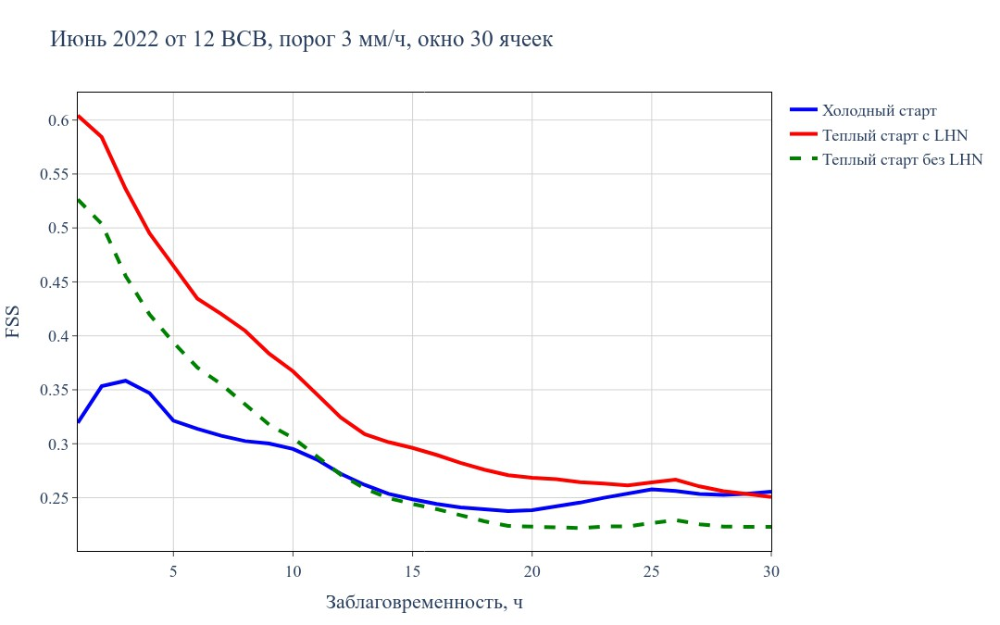 Июнь 2022 от 12 ВСВ, порог 3 мм/ч, окно 30 ячеек
Холодный старт
Теплый старт с LHN
Теплый старт без LHN
0.6
0.55
0.5
0.45
0.4
0.35
0.3
0.25
FSS
5 10 15 20 25 30
Заблаговременность, ч